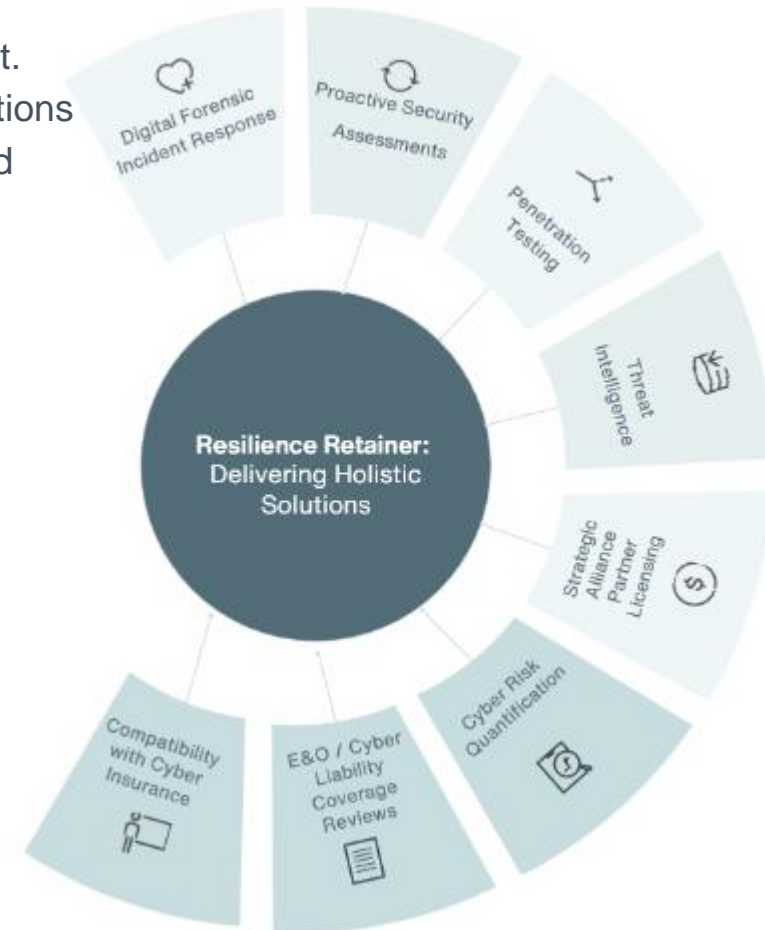 t.
tions
d
Digital Forensic
Incident Response
Proactive Security
Assessments
Penetration
Testing
Threat
Intelligence
Strategic
Alliance
Partner
Licensing
Cyber Risk
Quantification
E&O / Cyber
Liability
Coverage
Reviews
Compatibility
with Cyber
Insurance
Resilience Retainer:
Delivering Holistic
Solutions